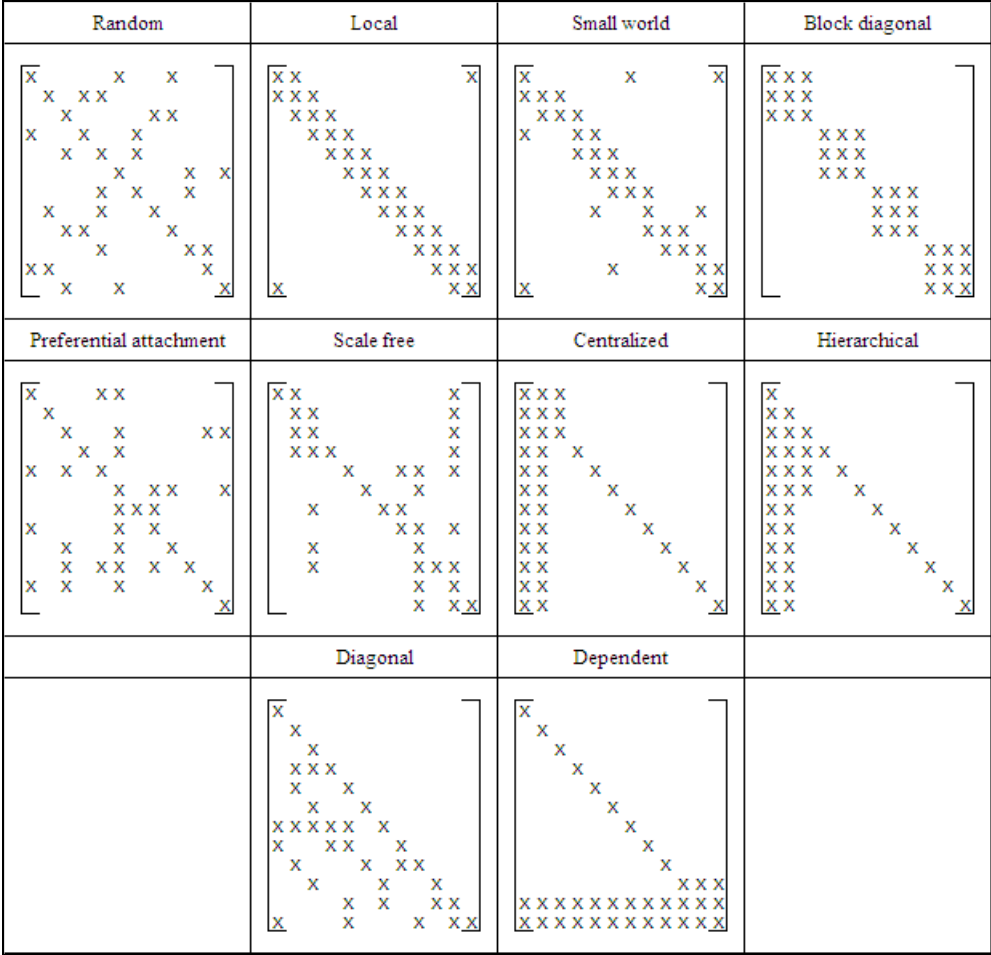 Random Local Small world Block diagonal
x x x x x x x x x x x x
x x x x x x x x x x x x
x x x x x x x x x x x x
x x x x x x x x x x x x
x x x x x x x x x x x x
x x x x x x x x x x x x
x x x x x x x x x x x x
x x x x x x x x x x x x
x x x x x x x x x x x x
x x x x x x x x x x x x
x x x x x x x x x x x x
x x x x x x x x x x x x
Preferential attachment Scale free Centralized Hierarchical
x x x x x x x x x x
x x x x x x x x x
x x x x x x x x x x x x x
x x x x x x x x x x x x x
x x x x x x x x x x x x x x
x x x x x x x x x x x x x
x x x x x x x x x x x x
x x x x x x x x x x x x
x x x x x x x x x x x
x x x x x x x x x x x x x x x
x x x x x x x x x x x x
x x x x x x x x x x
Diagonal Dependent
x x
x x
x x
x x x x
x x x
x x x
x x x x x x x
x x x x x
x x x x x
x x x x x x
x x x x x x x x x x x x x x x x
x x x x x x x x x x x x x x x x x